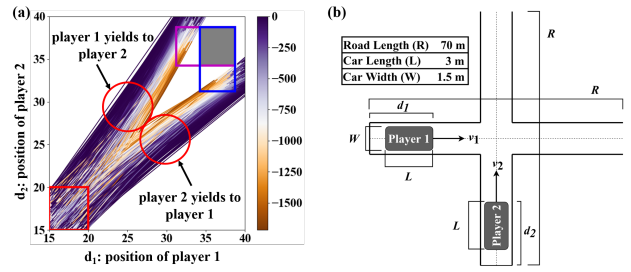 (a)
player 1 yields to
player 2
player 2 yields to
player 1
d₂: position of player 2
40
35
30
25
20
15
15
20
25
30
35
40
d₁: position of player 1
0
−250
−500
−750
−1000
−1250
−1500
(b)
Road Length (R) 70 m
Car Length (L) 3 m
Car Width (W) 1.5 m
R
R
d₁
W
Player 1
v₁
L
v₂
L
Player 2
d₂